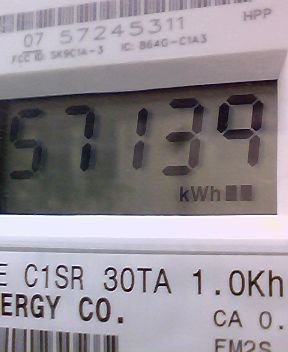 HPP
07 57245311
FCC ID: SK9C1A-3 IC: 864G-C1A3
57139
kWh
E C1SR 30TA 1.0Kh
ERGY CO.
CA 0.
FM2S